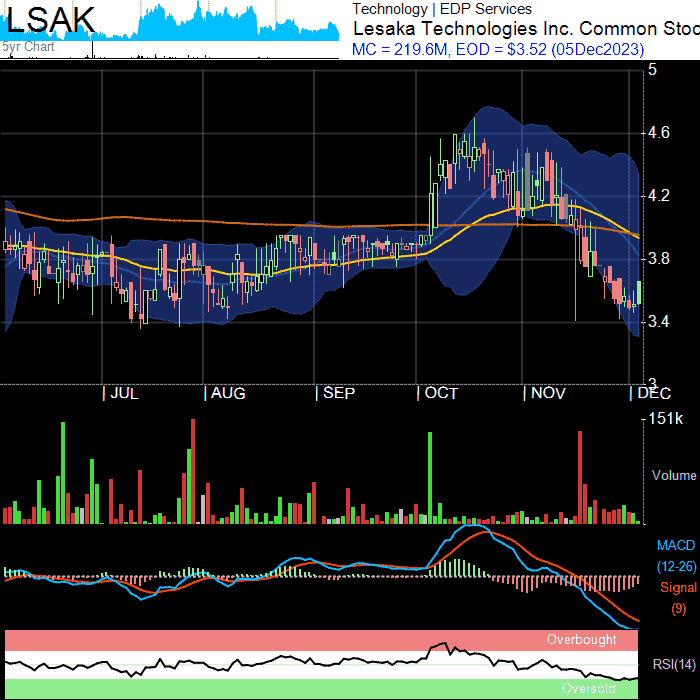 LSAK
5yr Chart
Technology | EDP Services
Lesaka Technologies Inc. Common Stoc
MC = 219.6M, EOD = $3.52 (05Dec2023)
5
4.6
4.2
3.8
3.4
3
JUL
AUG
SEP
OCT
NOV
DEC
151k
Volume
MACD
(12-26)
Signal
(9)
Overbought
RSI(14)
Oversold